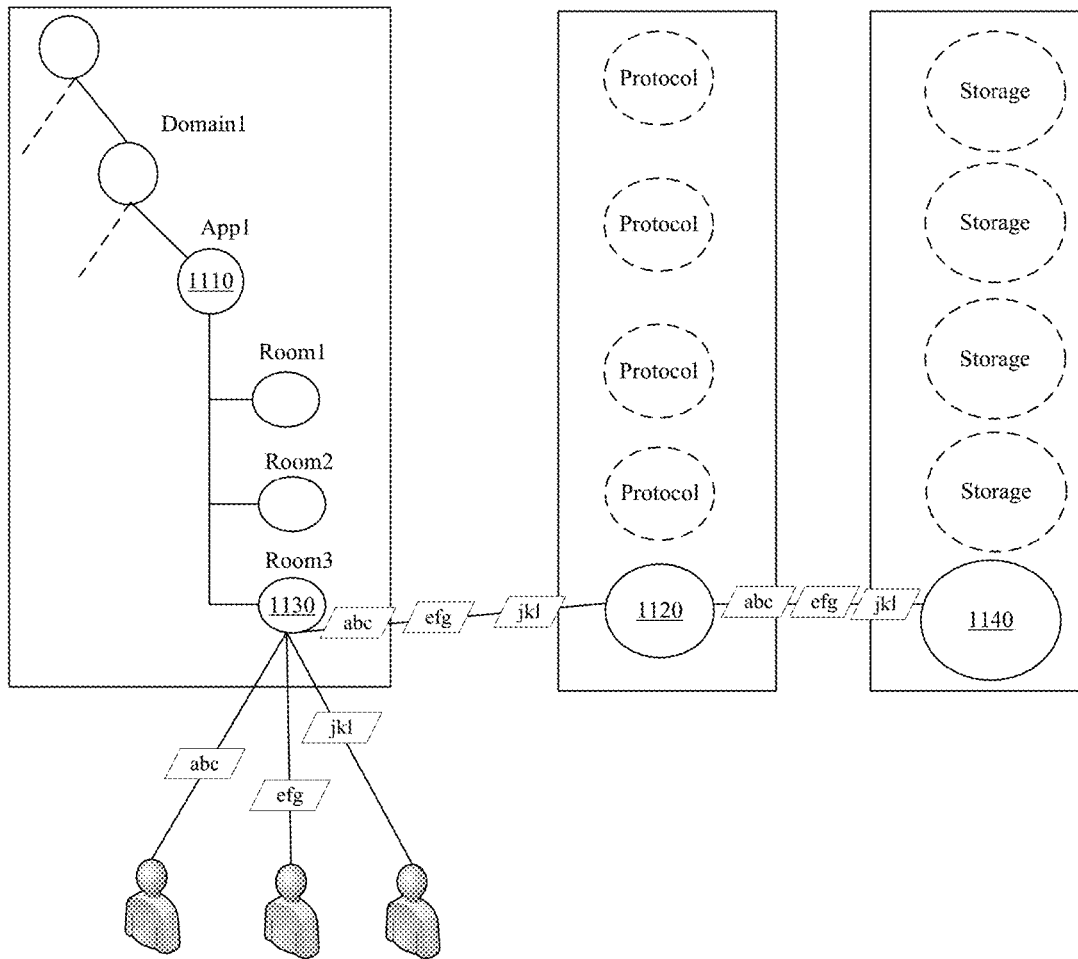 Domain1
App1
1110
Room1
Room2
Room3
1130
abc
efg
jkl
abc
efg
jkl
Protocol
Protocol
Protocol
Protocol
1120
abc
efg
jkl
Storage
Storage
Storage
Storage
1140